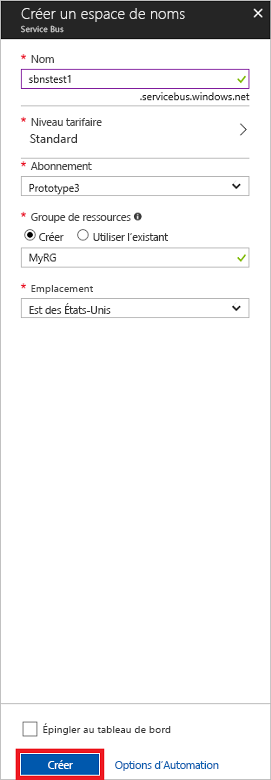 Créer un espace de noms
Service Bus
* Nom
sbnstest1
.servicebus.windows.net
* Niveau tarifaire
Standard
* Abonnement
Prototype3
* Groupe de ressources
Créer Utiliser l'existant
MyRG
* Emplacement
Est des États-Unis
Épingler au tableau de bord
Créer Options d'Automation